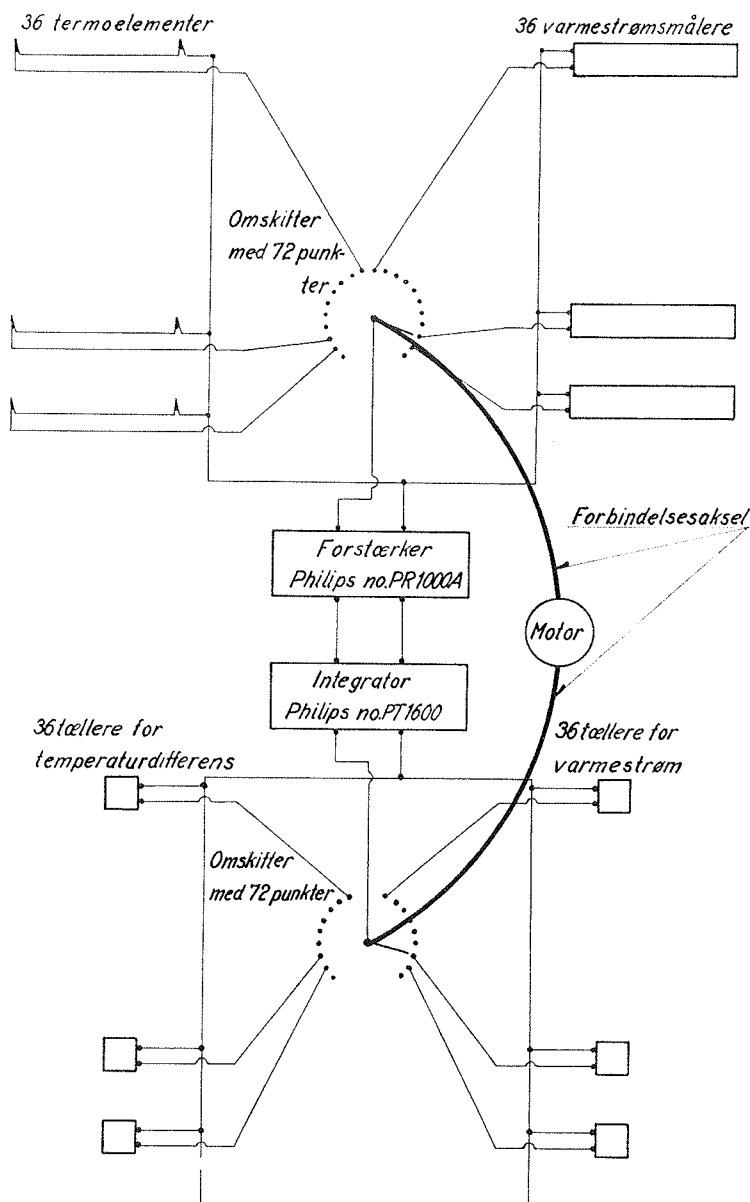 36 termoelementer
36 varmestrømsmålere
Omskifter
med 72 punk-
ter
Forbindelsesaksel
Forstærker
Philips no.PR1000A
Motor
Integrator
Philips no.PT1600
36 tællere for
temperaturdifferens
36 tællere for
varmestrøm
Omskifter
med 72 punkter